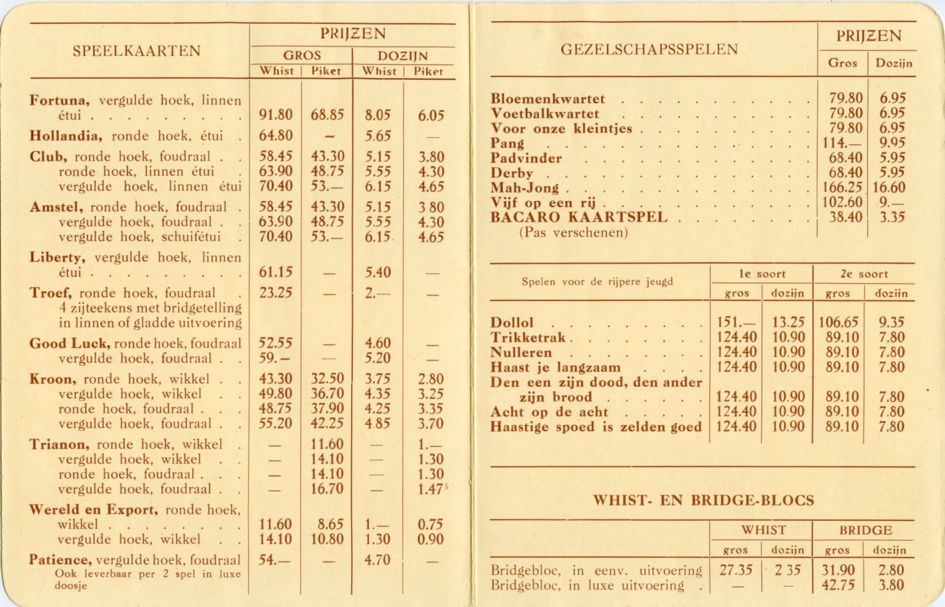 SPEELKAARTEN
PRIJZEN
GROS DOZIJN
Whist Piket Whist Piket
Fortuna, vergulde hoek, linnen
étui . . . . . . . . . 91.80 68.85 8.05 6.05
Hollandia, ronde hoek, étui . 64.80 – 5.65 —
Club, ronde hoek, foudraal . . 58.45 43.30 5.15 3.80
ronde hoek, linnen étui . 63.90 48.75 5.55 4.30
vergulde hoek, linnen étui 70.40 53.— 6.15 4.65
Amstel, ronde hoek, foudraal . 58.45 43.30 5.15 3 80
vergulde hoek, foudraal . 63.90 48.75 5.55 4.30
vergulde hoek, schuifétui . 70.40 53.— 6.15 4.65
Liberty, vergulde hoek, linnen
étui . . . . . . . . . 61.15 — 5.40 —
Troef, ronde hoek, foudraal . 23.25 — 2.— —
4 zijteekens met bridgetelling
in linnen of gladde uitvoering
Good Luck, ronde hoek, foudraal 52.55 — 4.60 —
vergulde hoek, foudraal . 59.– — 5.20 —
Kroon, ronde hoek, wikkel . . 43.30 32.50 3.75 2.80
vergulde hoek, wikkel . . 49.80 36.70 4.35 3.25
ronde hoek, foudraal . . . 48.75 37.90 4.25 3.35
vergulde hoek, foudraal . . 55.20 42.25 4 85 3.70
Trianon, ronde hoek, wikkel . — 11.60 — 1.—
vergulde hoek, wikkel . . — 14.10 — 1.30
ronde hoek, foudraal . . . — 14.10 — 1.30
vergulde hoek, foudraal . . — 16.70 — 1.47⁵
Wereld en Export, ronde hoek,
wikkel . . . . . . . . 11.60 8.65 1.— 0.75
vergulde hoek, wikkel . . 14.10 10.80 1.30 0.90
Patience, vergulde hoek, foudraal 54.— 4.70 —
Ook leverbaar per 2 spel in luxe
doosje
GEZELSCHAPSSPELEN
PRIJZEN
Gros Dozijn
Bloemenkwartet . . . . . . . . . . . 79.80 6.95
Voetbalkwartet . . . . . . . . . . . 79.80 6.95
Voor onze kleintjes . . . . . . . . . . 79.80 6.95
Pang . . . . . . . . . . . . . . 114.— 9.95
Padvinder . . . . . . . . . . . . . 68.40 5.95
Derby . . . . . . . . . . . . . . 68.40 5.95
Mah-Jong . . . . . . . . . . . . . 166.25 16.60
Vijf op een rij . . . . . . . . . . . . 102.60 9.—
BACARO KAARTSPEL . . . . . . . 38.40 3.35
(Pas verschenen)
Spelen voor de rijpere jeugd
1e soort 2e soort
gros dozijn gros dozijn
Dollol . . . . . . . . . 151.— 13.25 106.65 9.35
Trikketrak . . . . . . . . 124.40 10.90 89.10 7.80
Nulleren . . . . . . . . 124.40 10.90 89.10 7.80
Haast je langzaam . . . . 124.40 10.90 89.10 7.80
Den een zijn dood, den ander
zijn brood . . . . . . 124.40 10.90 89.10 7.80
Acht op de acht . . . . . 124.40 10.90 89.10 7.80
Haastige spoed is zelden goed 124.40 10.90 89.10 7.80
WHIST- EN BRIDGE-BLOCS
WHIST BRIDGE
gros dozijn gros dozijn
Bridgebloc, in eenv. uitvoering 27.35 2 35 31.90 2.80
Bridgebloc, in luxe uitvoering . — — 42.75 3.80